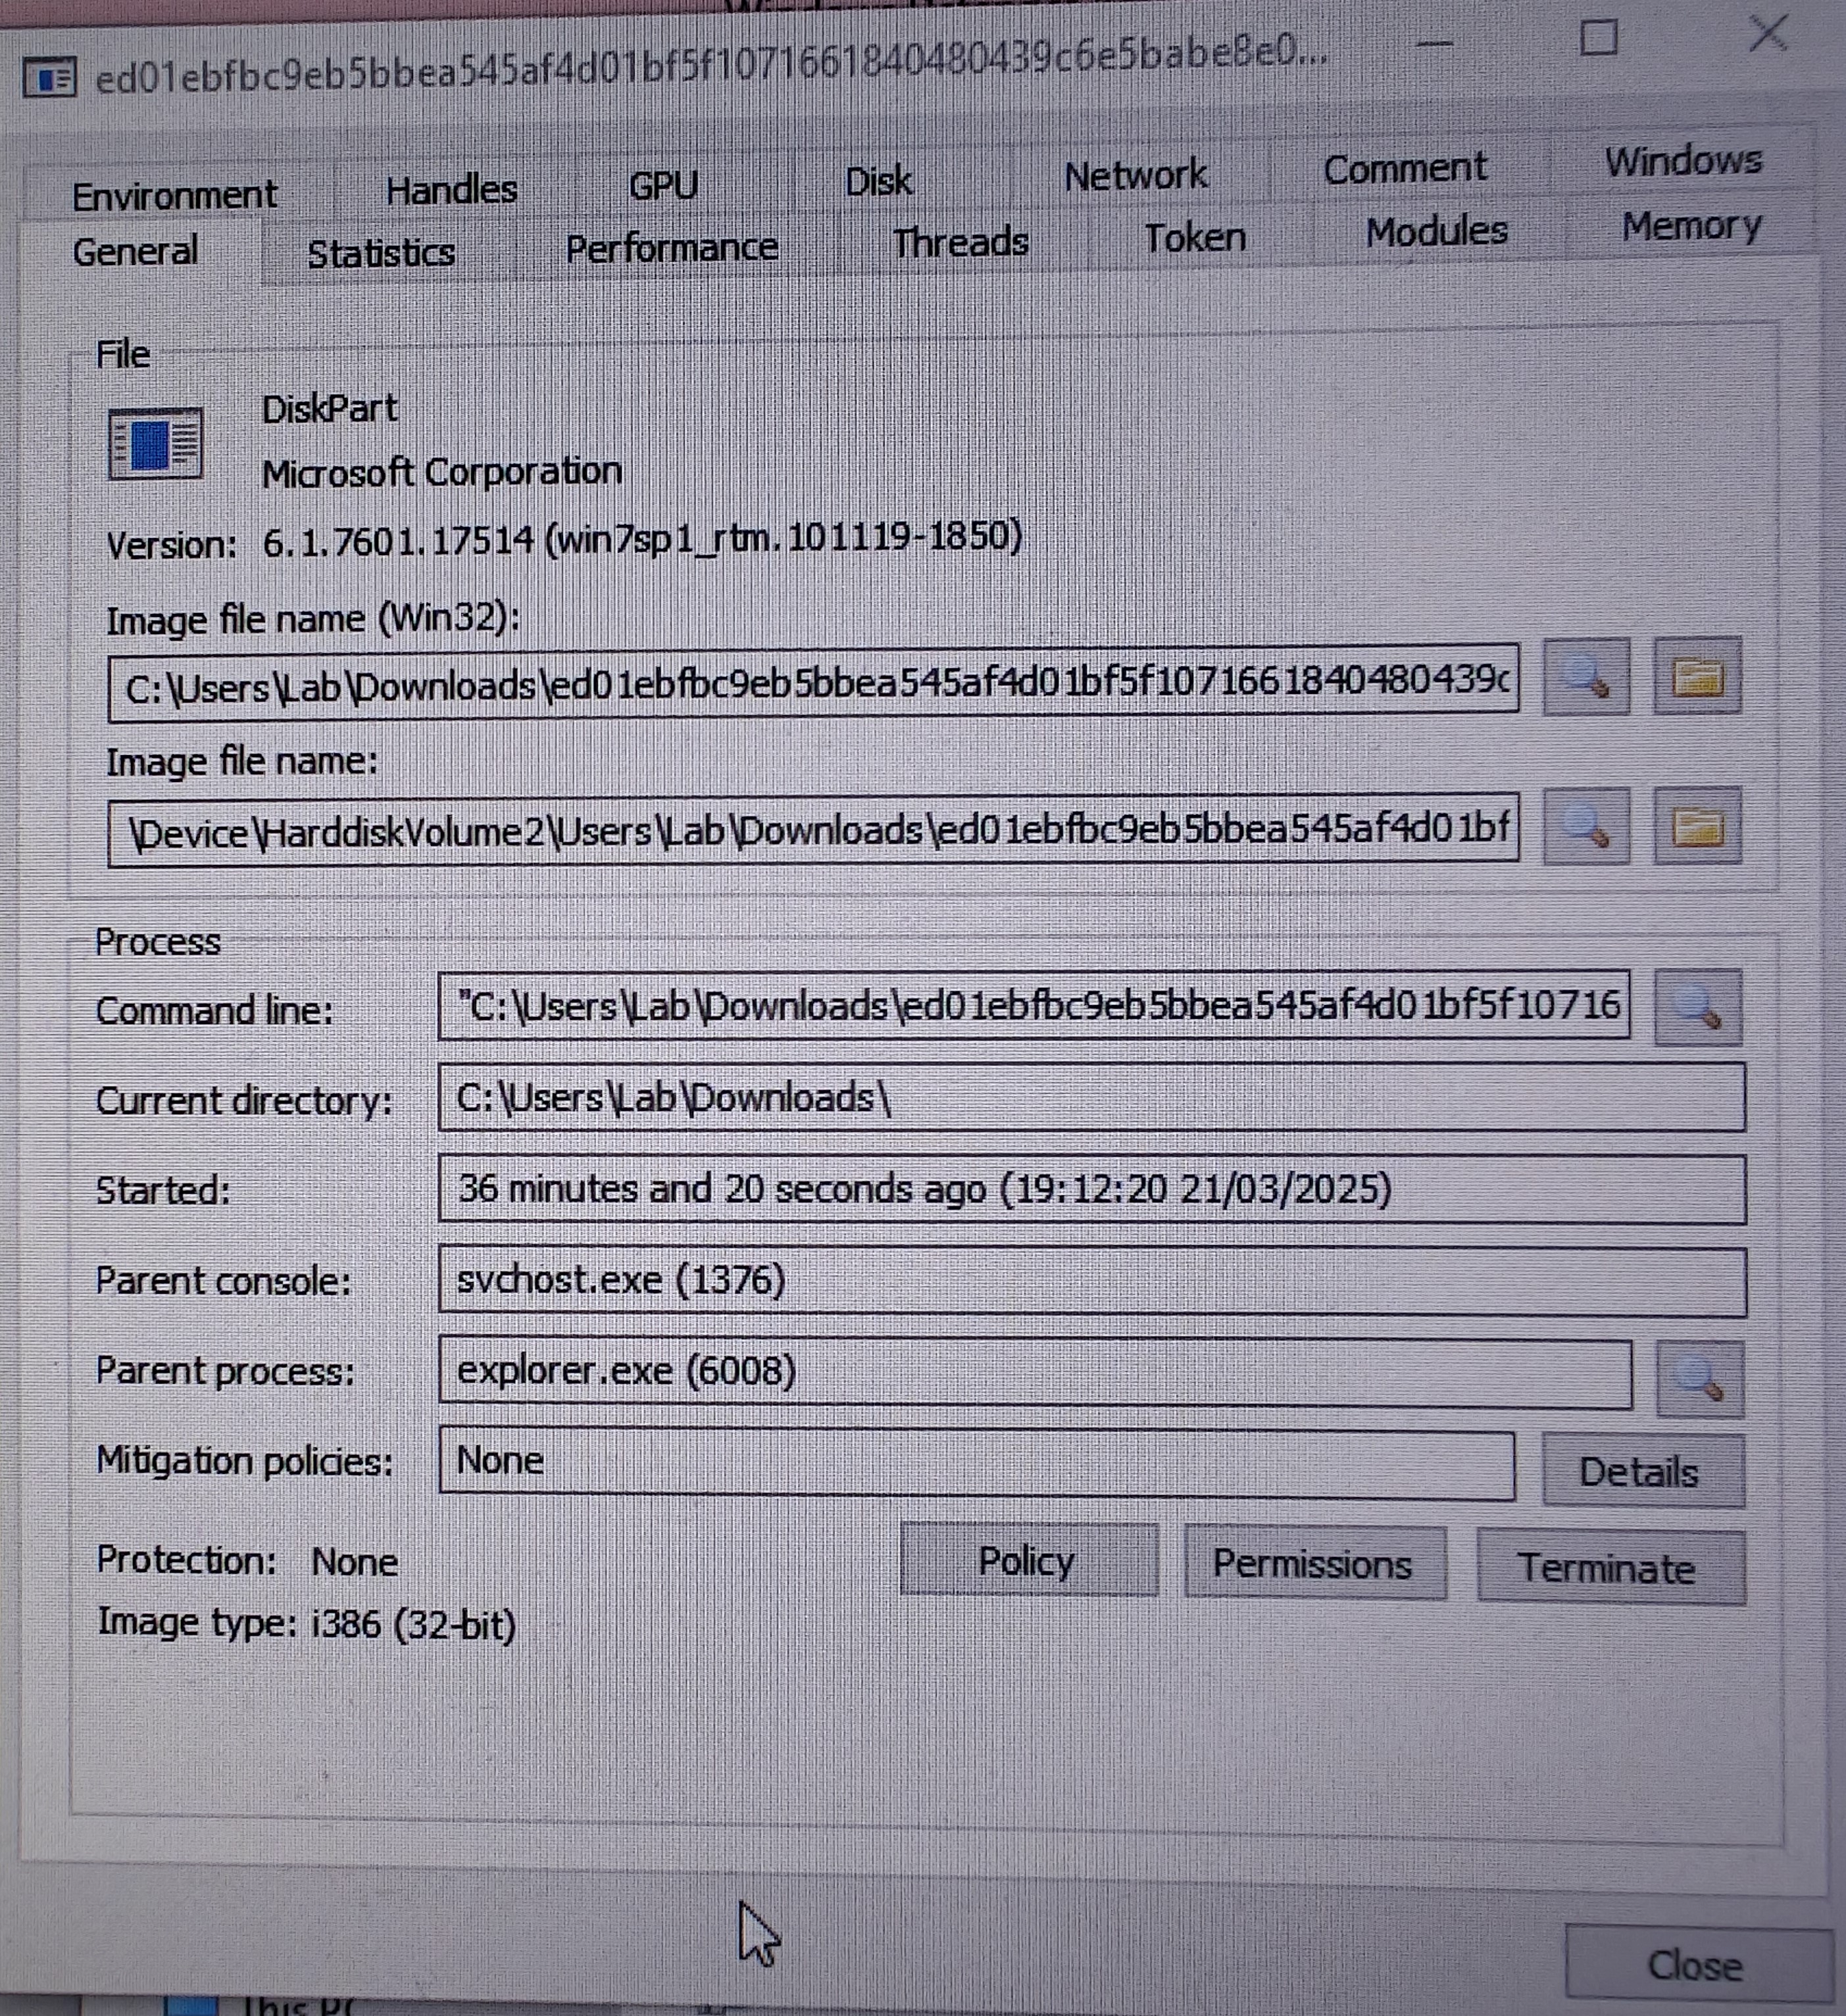 ed01ebfbc9eb5bbea545af4d01bf5f1071661840480439c6e5babe8e0...
Environment Handles GPU Disk Network Comment Windows
General Statistics Performance Threads Token Modules Memory
File
DiskPart
Microsoft Corporation
Version: 6.1.7601.17514 (win7sp1_rtm.101119-1850)
Image file name (Win32):
C:\Users\Lab\Downloads\ed01ebfbc9eb5bbea545af4d01bf5f1071661840480439c
Image file name:
\Device\HarddiskVolume2\Users\Lab\Downloads\ed01ebfbc9eb5bbea545af4d01bf
Process
Command line: "C:\Users\Lab\Downloads\ed01ebfbc9eb5bbea545af4d01bf5f10716
Current directory: C:\Users\Lab\Downloads\
Started: 36 minutes and 20 seconds ago (19:12:20 21/03/2025)
Parent console: svchost.exe (1376)
Parent process: explorer.exe (6008)
Mitigation policies: None Details
Protection: None Policy Permissions Terminate
Image type: i386 (32-bit)
Close
This PC